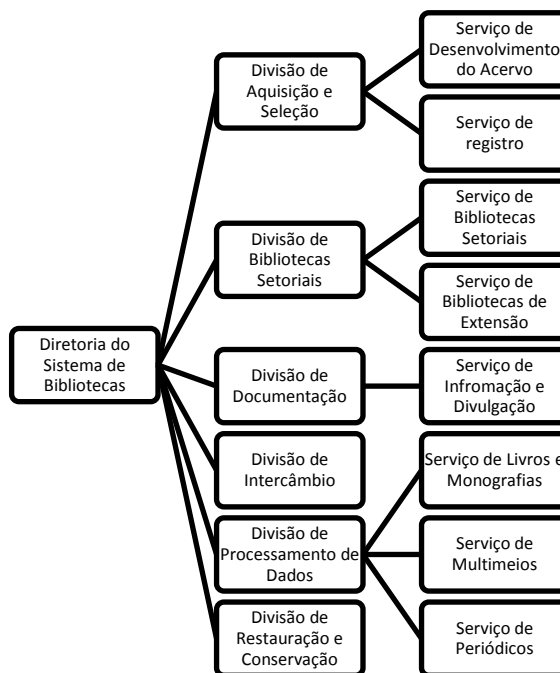 Diretoria do
Sistema de
Bibliotecas
Divisão de
Aquisição e
Seleção
Serviço de
Desenvolvimento
do Acervo
Serviço de
registro
Divisão de
Bibliotecas
Setoriais
Serviço de
Bibliotecas
Setoriais
Serviço de
Bibliotecas de
Extensão
Divisão de
Documentação
Serviço de
Infromação e
Divulgação
Divisão de
Intercâmbio
Divisão de
Processamento de
Dados
Serviço de Livros e
Monografias
Serviço de
Multimeios
Serviço de
Periódicos
Divisão de
Restauração e
Conservação